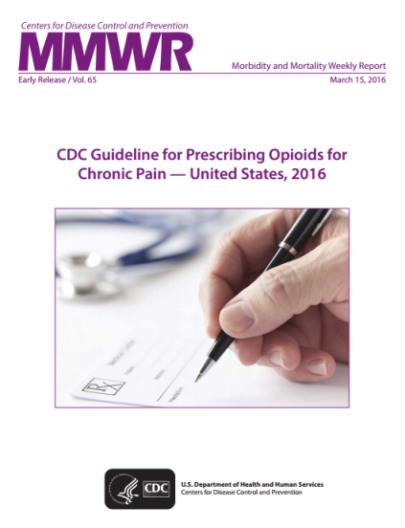 Centers for Disease Control and Prevention
MMWR
Morbidity and Mortality Weekly Report
Early Release / Vol. 65
March 15, 2016
CDC Guideline for Prescribing Opioids for
Chronic Pain — United States, 2016
CDC
U.S. Department of Health and Human Services
Centers for Disease Control and Prevention